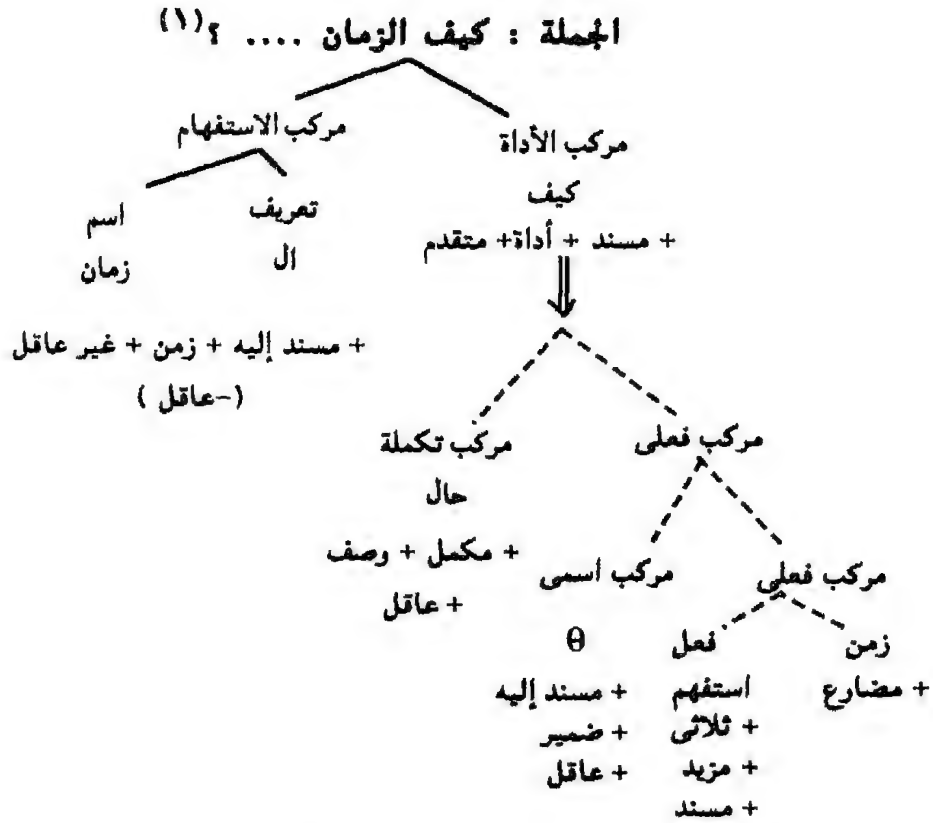 الجملة : كيف الزمان .... ؟(١)
مركب الأداة
مركب الاستفهام
كيف
تعريف
اسم
+ مسند + أداة+ متقدم
ال
زمان
+ مسند إليه + زمن + غير عاقل
(-عاقل )
مركب فعلى
مركب تكملة
حال
+ مكمل + وصف
+ عاقل
مركب فعلى
مركب اسمى
زمن
فعل
θ
+ مضارع
استفهم
+ مسند إليه
+ ثلاثى
+ ضمير
+ مزيد
+ عاقل
+ مسند